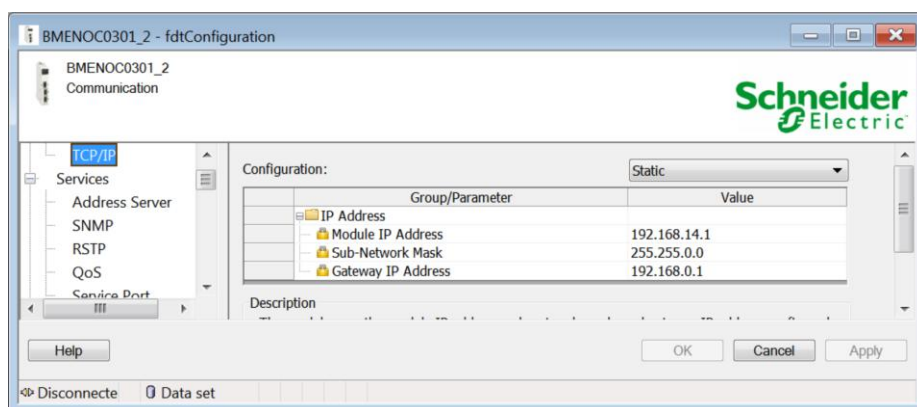 BMENOC0301_2 - fdtConfiguration
BMENOC0301_2
Communication
Schneider
Electric
TCP/IP
Services
Address Server
SNMP
RSTP
QoS
Service Port
Configuration:
Static
Group/Parameter Value
IP Address
Module IP Address 192.168.14.1
Sub-Network Mask 255.255.0.0
Gateway IP Address 192.168.0.1
Description
Help
OK Cancel Apply
Disconnecte Data set